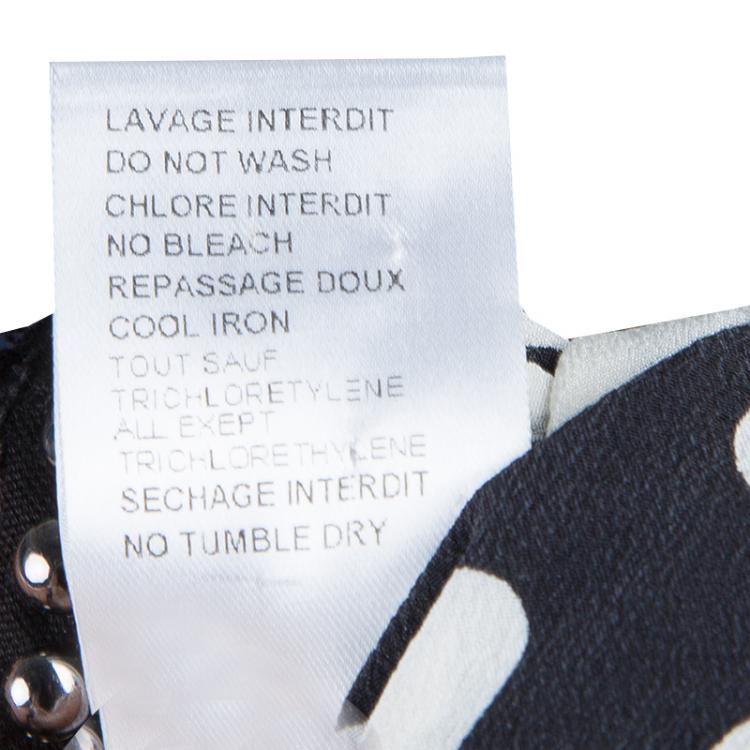 LAVAGE INTERDIT
DO NOT WASH
CHLORE INTERDIT
NO BLEACH
REPASSAGE DOUX
COOL IRON
TOUT SAUF
TRICHLORETYLENE
ALL EXEPT
TRICHLORETHYLENE
SECHAGE INTERDIT
NO TUMBLE DRY